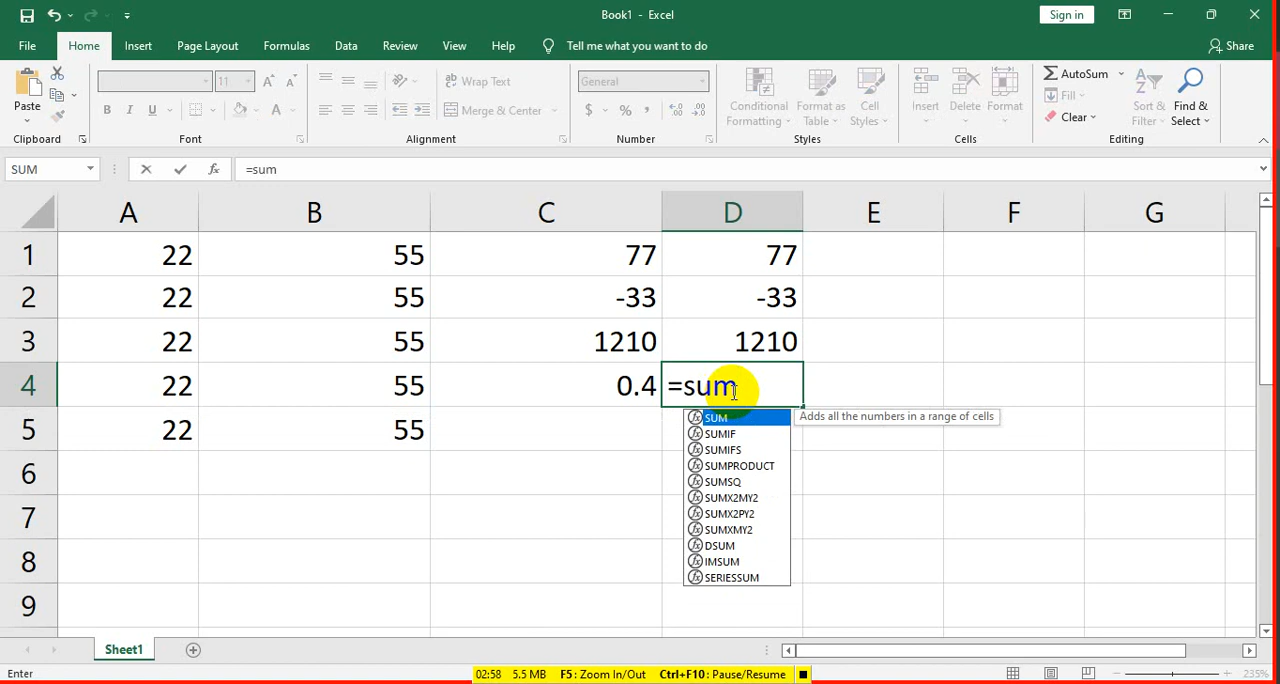 Book1 - Excel
Sign in
File Home Insert Page Layout Formulas Data Review View Help Tell me what you want to do Share
Paste
Clipboard
11
B I U
Font
Wrap Text
Merge & Center
Alignment
General
$ % ,
Number
Conditional Formatting
Format as Table
Cell Styles
Styles
Insert Delete Format
Cells
AutoSum
Fill
Clear
Sort & Filter
Find & Select
Editing
SUM
fx
=sum
A B C D E F G
1 22 55 77 77
2 22 55 -33 -33
3 22 55 1210 1210
4 22 55 0.4 =sum
5 22 55
6
7
8
9
SUM
Adds all the numbers in a range of cells
SUMIF
SUMIFS
SUMPRODUCT
SUMSQ
SUMX2MY2
SUMX2PY2
SUMXMY2
DSUM
IMSUM
SERIESSUM
Sheet1
Enter
02:58 5.5 MB F5: Zoom In/Out Ctrl+F10: Pause/Resume
235%